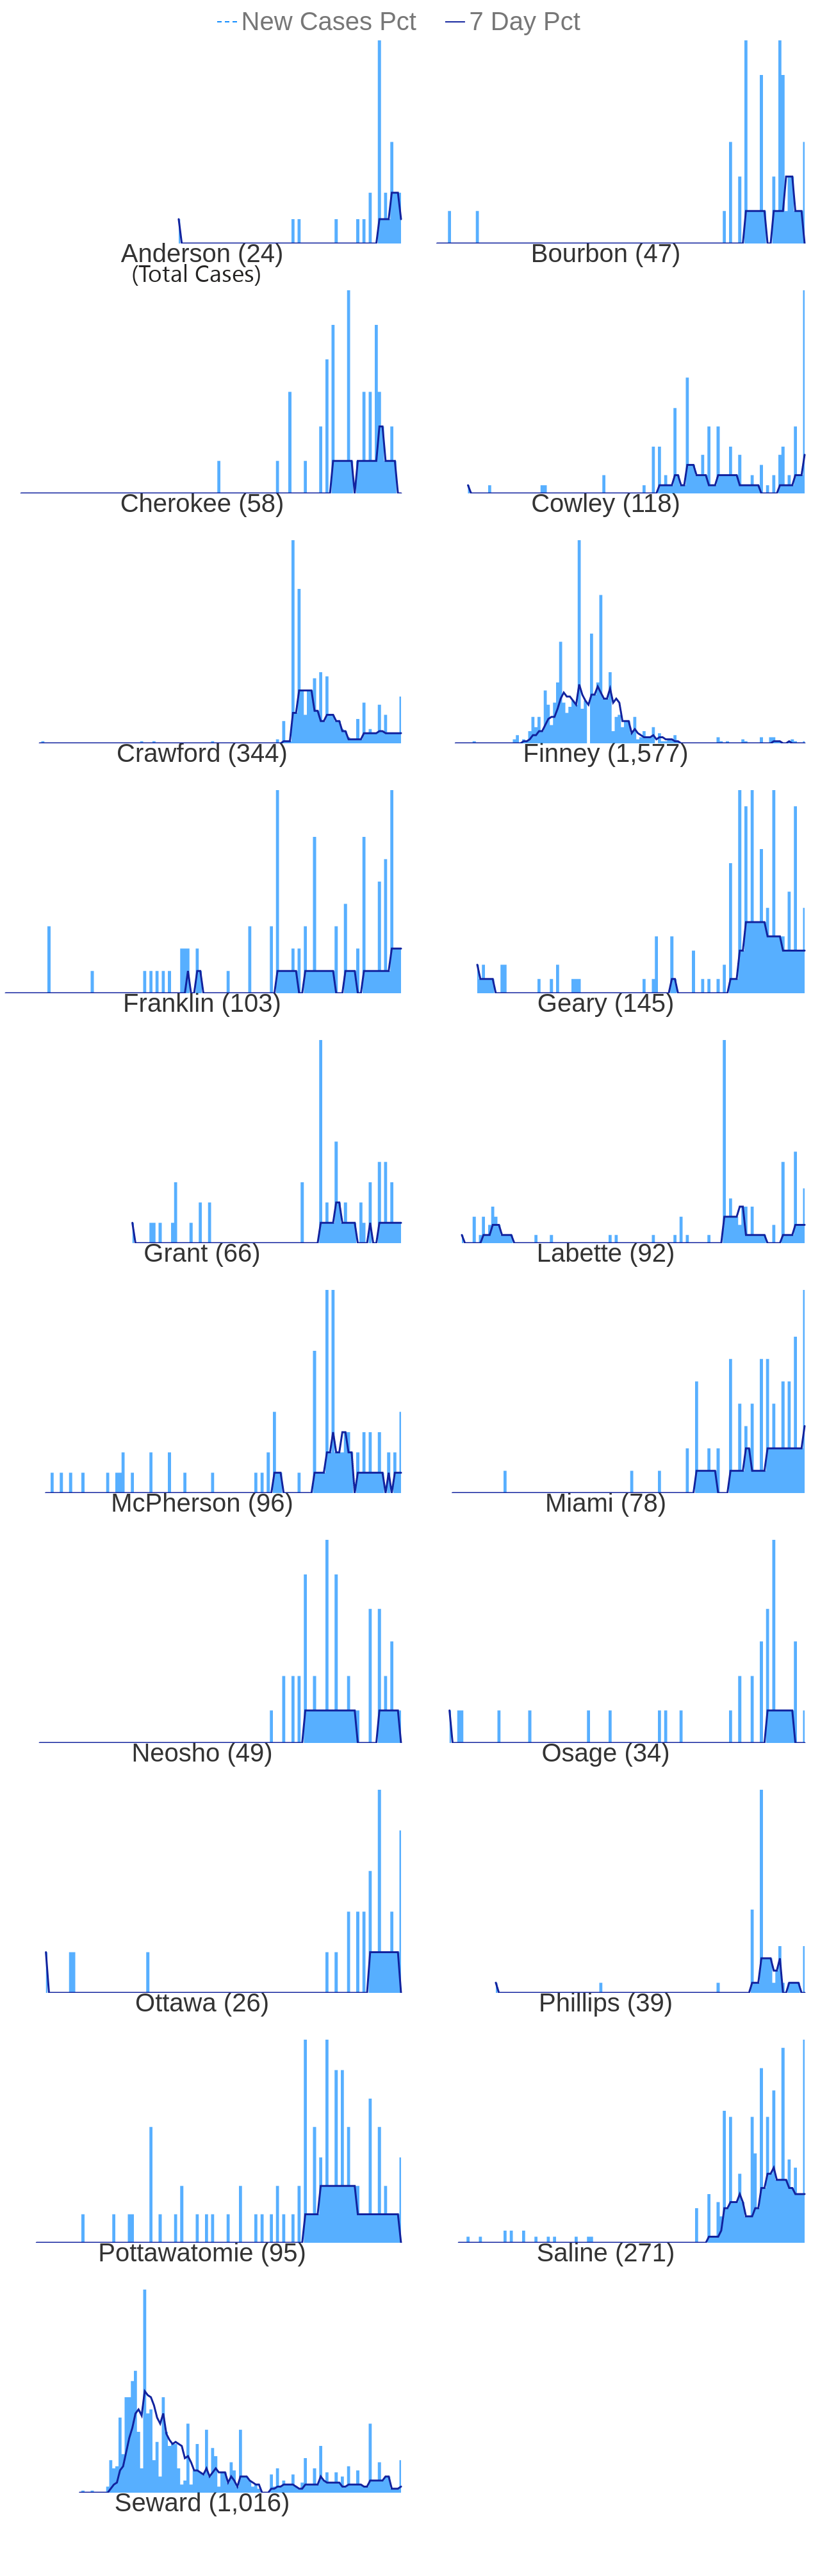 New Cases Pct 7 Day Pct
Anderson (24) Bourbon (47)
(Total Cases)
Cherokee (58) Cowley (118)
Crawford (344) Finney (1,577)
Franklin (103) Geary (145)
Grant (66) Labette (92)
McPherson (96) Miami (78)
Neosho (49) Osage (34)
Ottawa (26) Phillips (39)
Pottawatomie (95) Saline (271)
Seward (1,016)